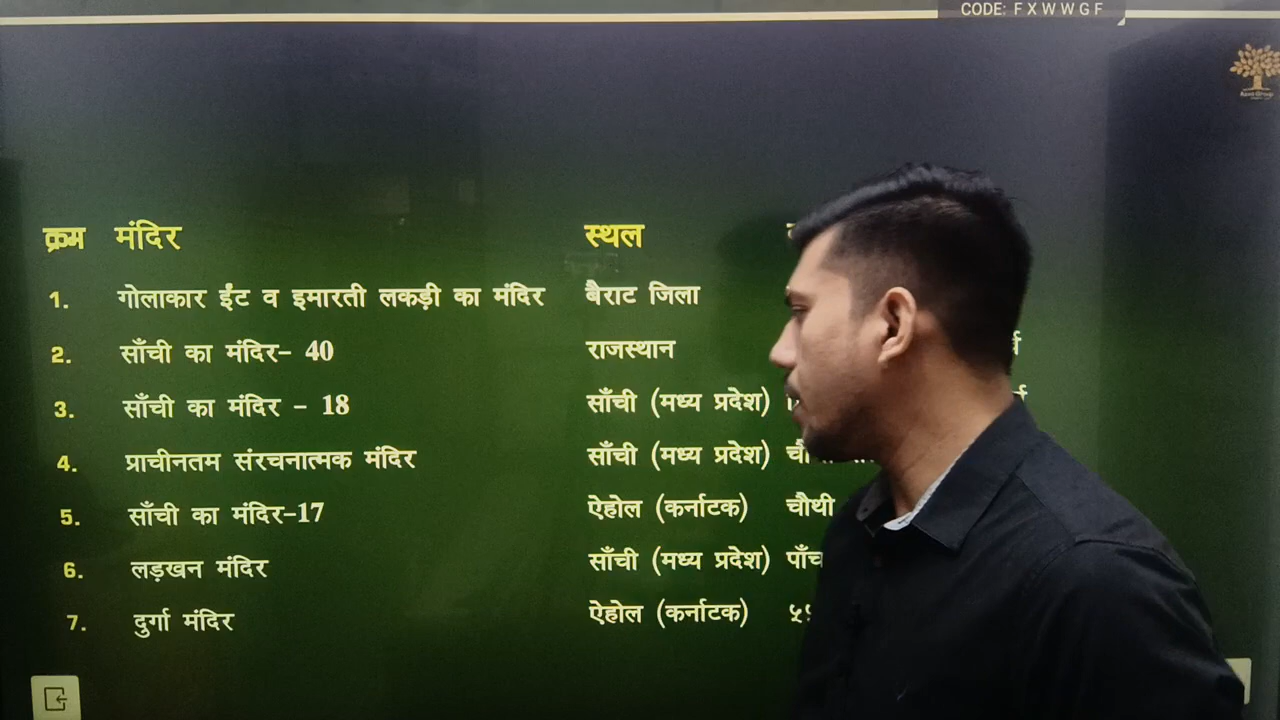 CODE: F X W W G F
क्रम मंदिर स्थल
1. गोलाकार ईंट व इमारती लकड़ी का मंदिर बैराट जिला
2. साँची का मंदिर- 40 राजस्थान
3. साँची का मंदिर - 18 साँची (मध्य प्रदेश)
4. प्राचीनतम संरचनात्मक मंदिर साँची (मध्य प्रदेश)
5. साँची का मंदिर-17 ऐहोल (कर्नाटक) चौथी
6. लड़खन मंदिर साँची (मध्य प्रदेश)
7. दुर्गा मंदिर ऐहोल (कर्नाटक)